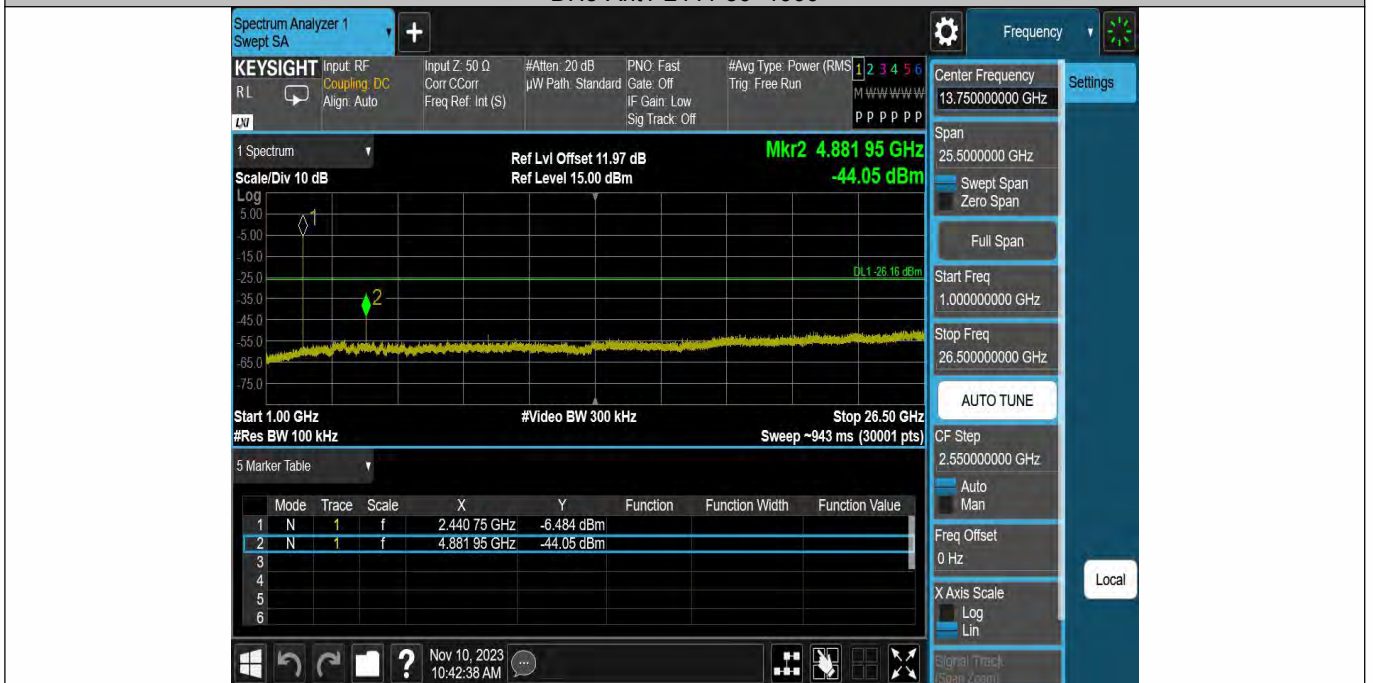 Spectrum Analyzer 1
Swept SA
+
Frequency
KEYSIGHT
RL
LXI
Input: RF
Coupling: DC
Align: Auto
Input Z: 50 Ω
Corr CCorr
Freq Ref: Int (S)
#Atten: 20 dB
µW Path: Standard
PNO: Fast
Gate: Off
IF Gain: Low
Sig Track: Off
#Avg Type: Power (RMS
Trig: Free Run
1 2 3 4 5 6
M W W W W W
P P P P P P
Center Frequency
13.750000000 GHz
Settings
Span
25.5000000 GHz
Swept Span
Zero Span
Full Span
Start Freq
1.000000000 GHz
Stop Freq
26.500000000 GHz
AUTO TUNE
CF Step
2.550000000 GHz
Auto
Man
Freq Offset
0 Hz
X Axis Scale
Log
Lin
Signal Track
(Span Zoom)
Local
1 Spectrum
Scale/Div 10 dB
Ref Lvl Offset 11.97 dB
Ref Level 15.00 dBm
Mkr2 4.881 95 GHz
-44.05 dBm
Log
5.00
-5.00
-15.0
-25.0
-35.0
-45.0
-55.0
-65.0
-75.0
1
2
DL1 -26.16 dBm
Start 1.00 GHz
#Video BW 300 kHz
Stop 26.50 GHz
#Res BW 100 kHz
Sweep ~943 ms (30001 pts)
5 Marker Table
Mode Trace Scale X Y Function Function Width Function Value
1 N 1 f 2.440 75 GHz -6.484 dBm
2 N 1 f 4.881 95 GHz -44.05 dBm
3
4
5
6
?
Nov 10, 2023
10:42:38 AM